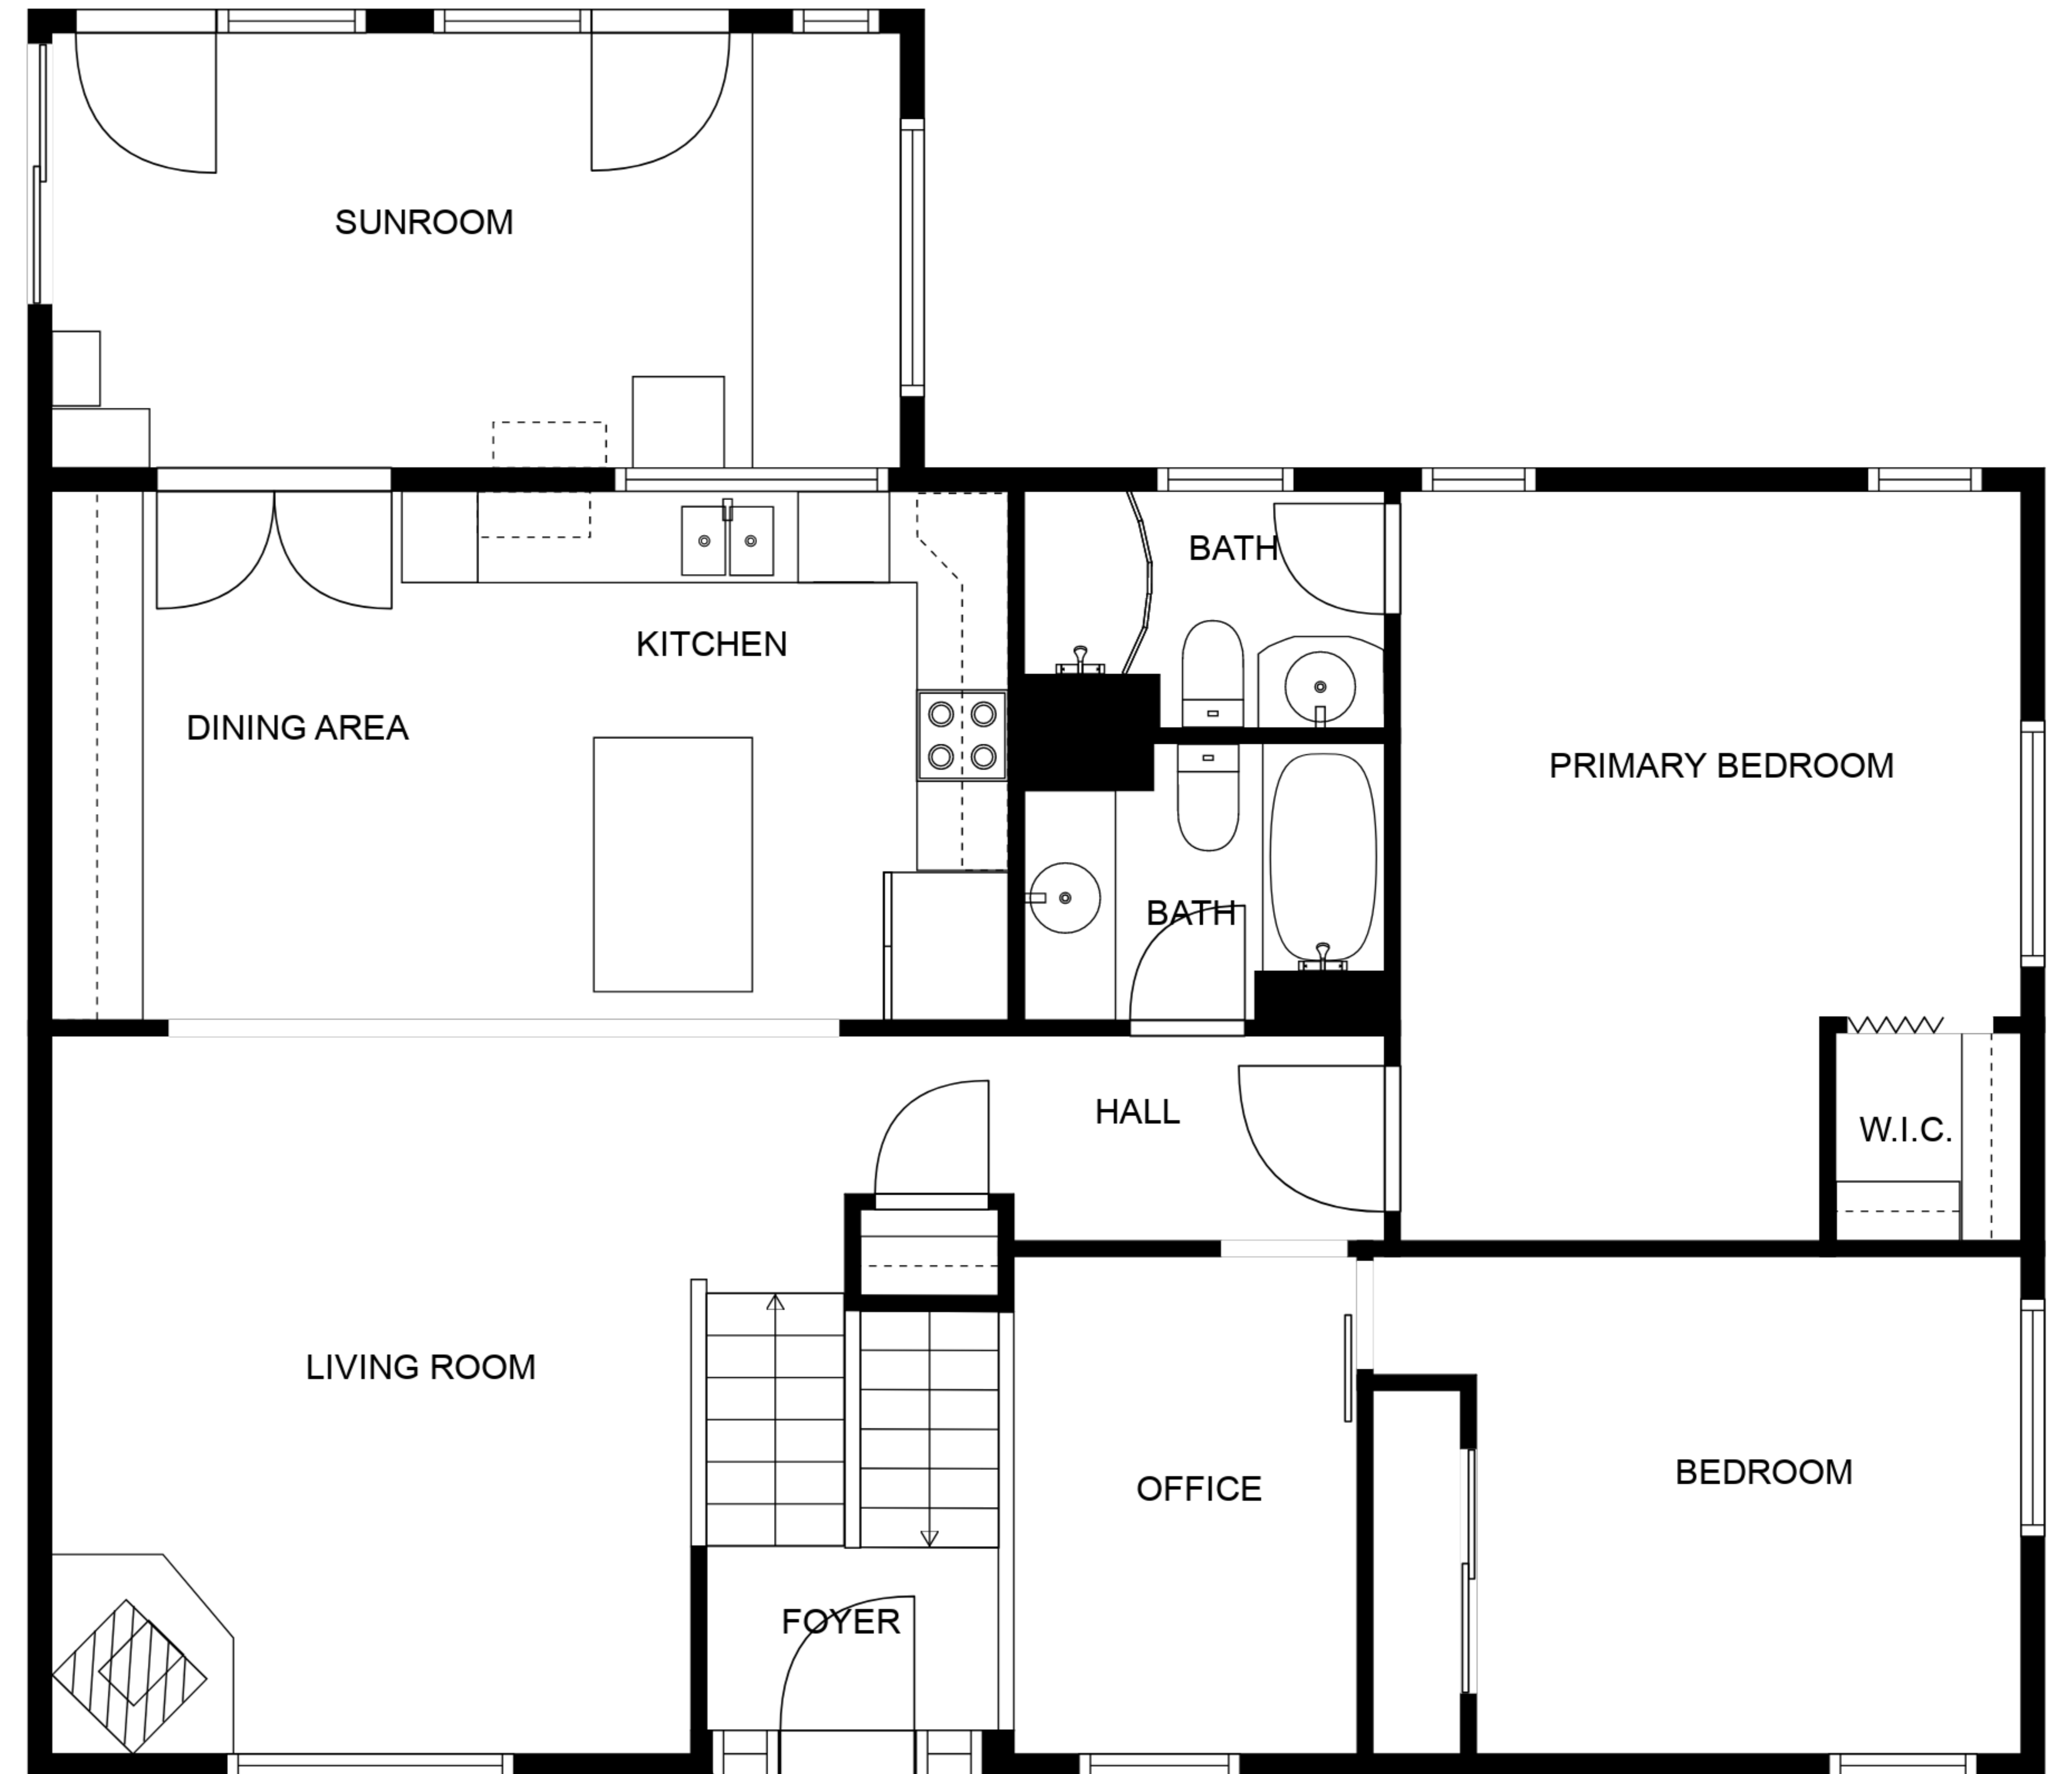 SUNROOM
BATH
KITCHEN
DINING AREA
PRIMARY BEDROOM
BATH
HALL
W.I.C.
LIVING ROOM
BEDROOM
OFFICE
FOYER